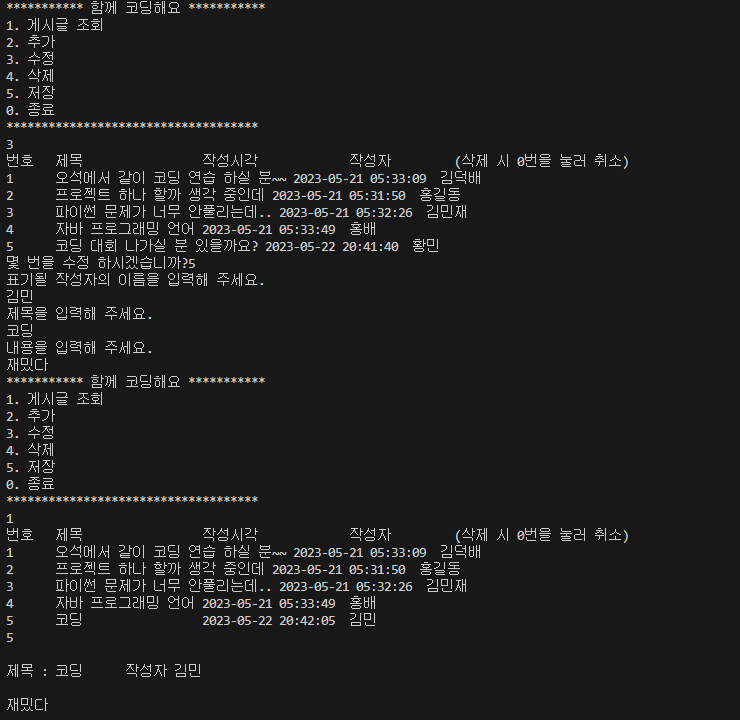 *********** 함께 코딩해요 ***********
1. 게시글 조회
2. 추가
3. 수정
4. 삭제
5. 저장
0. 종료
************************************
3
번호   제목                 작성시각             작성자         (삭제 시 0번을 눌러 취소)
1      오석에서 같이 코딩 연습 하실 분~~ 2023-05-21 05:33:09  김덕배
2      프로젝트 하나 할까 생각 중인데 2023-05-21 05:31:50  홍길동
3      파이썬 문제가 너무 안풀리는데.. 2023-05-21 05:32:26  김민재
4      자바 프로그래밍 언어 2023-05-21 05:33:49  홍배
5      코딩 대회 나가실 분 있을까요? 2023-05-22 20:41:40  황민
몇 번을 수정 하시겠습니까?5
표기될 작성자의 이름을 입력해 주세요.
김민
제목을 입력해 주세요.
코딩
내용을 입력해 주세요.
재밌다
*********** 함께 코딩해요 ***********
1. 게시글 조회
2. 추가
3. 수정
4. 삭제
5. 저장
0. 종료
************************************
1
번호   제목                 작성시각             작성자         (삭제 시 0번을 눌러 취소)
1      오석에서 같이 코딩 연습 하실 분~~ 2023-05-21 05:33:09  김덕배
2      프로젝트 하나 할까 생각 중인데 2023-05-21 05:31:50  홍길동
3      파이썬 문제가 너무 안풀리는데.. 2023-05-21 05:32:26  김민재
4      자바 프로그래밍 언어 2023-05-21 05:33:49  홍배
5      코딩                 2023-05-22 20:42:05  김민
5
제목 : 코딩      작성자 김민
재밌다